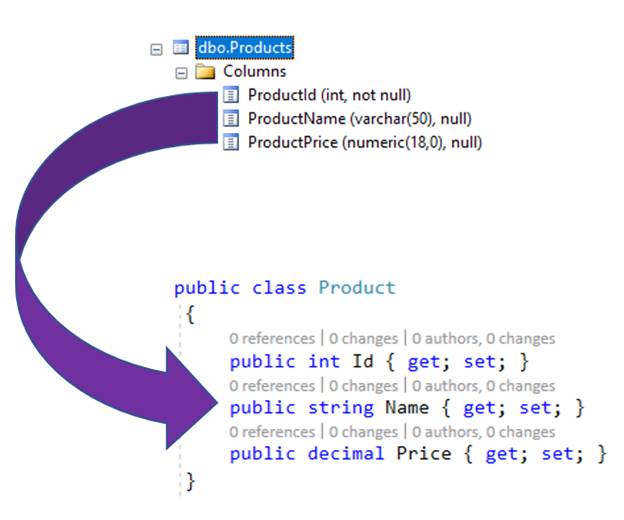 dbo.Products
Columns
ProductId (int, not null)
ProductName (varchar(50), null)
ProductPrice (numeric(18,0), null)
public class Product
{
0 references | 0 changes | 0 authors, 0 changes
public int Id { get; set; }
0 references | 0 changes | 0 authors, 0 changes
public string Name { get; set; }
0 references | 0 changes | 0 authors, 0 changes
public decimal Price { get; set; }
}